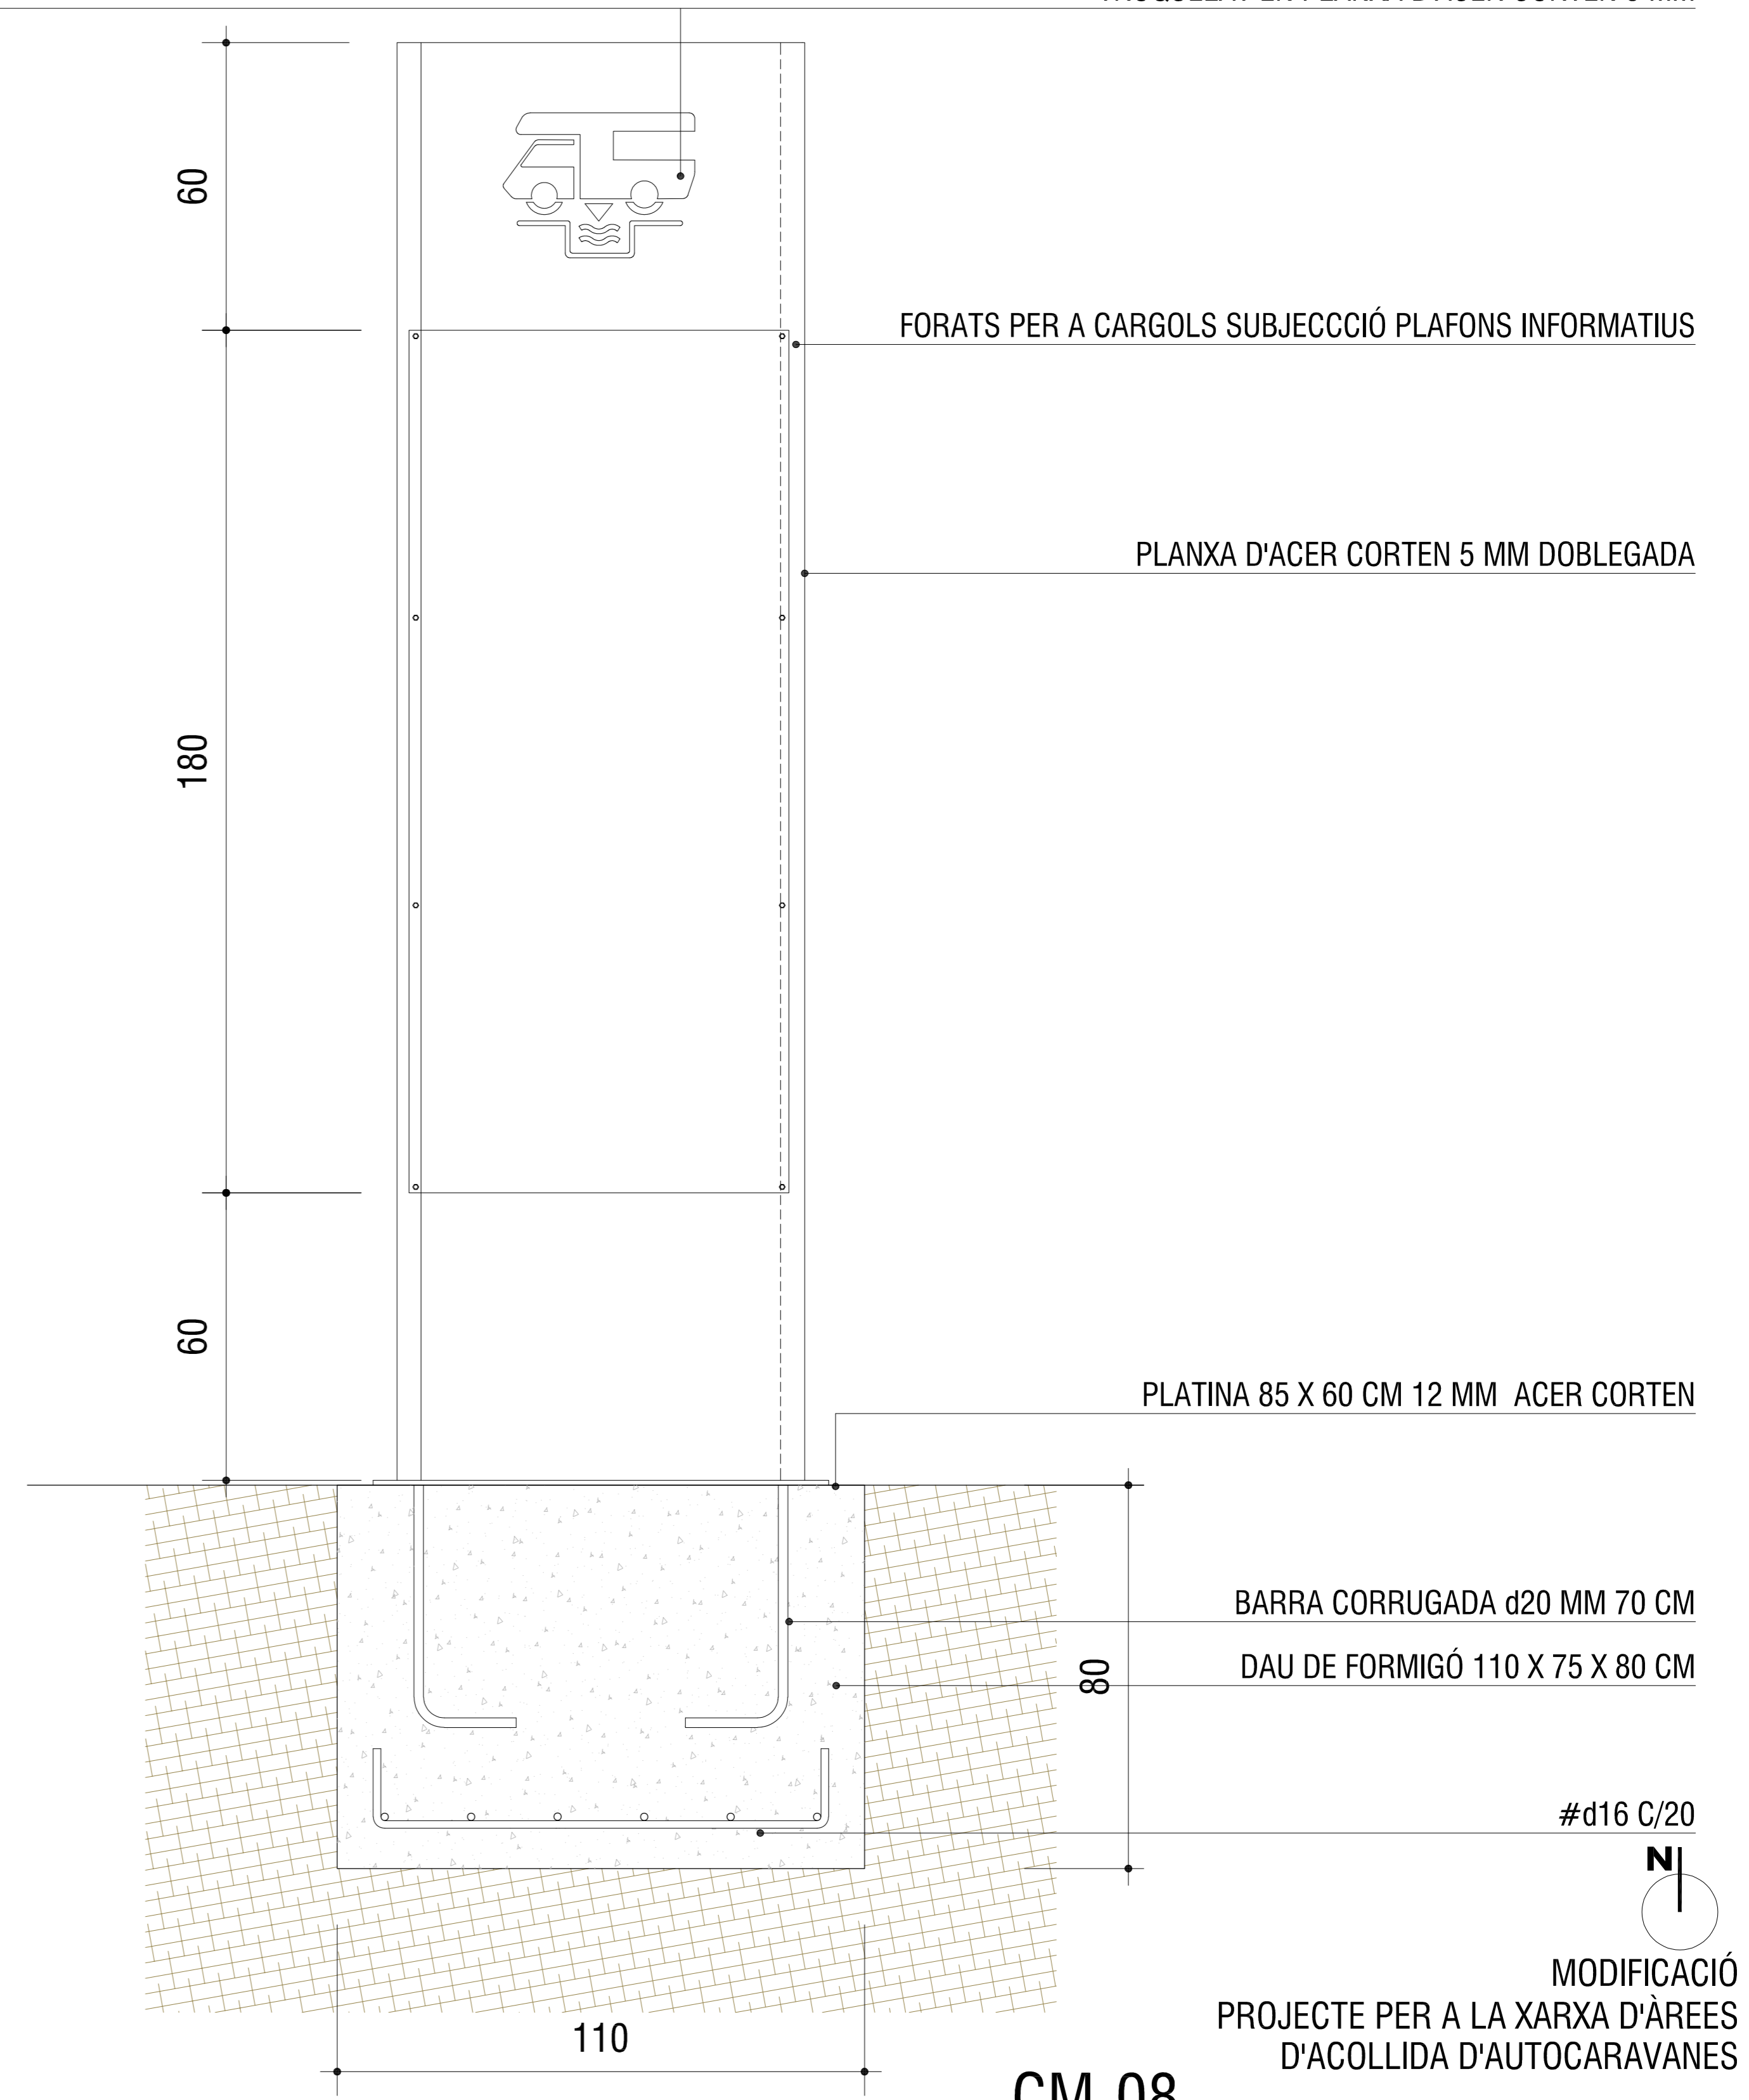 60
FORATS PER A CARGOLS SUBJECCCIÓ PLAFONS INFORMATIUS
PLANXA D'ACER CORTEN 5 MM DOBLEGADA
180
60
PLATINA 85 X 60 CM 12 MM ACER CORTEN
BARRA CORRUGADA d20 MM 70 CM
DAU DE FORMIGÓ 110 X 75 X 80 CM
80
#d16 C/20
N
MODIFICACIÓ
PROJECTE PER A LA XARXA D'ÀREES
D'ACOLLIDA D'AUTOCARAVANES
110
CM 08